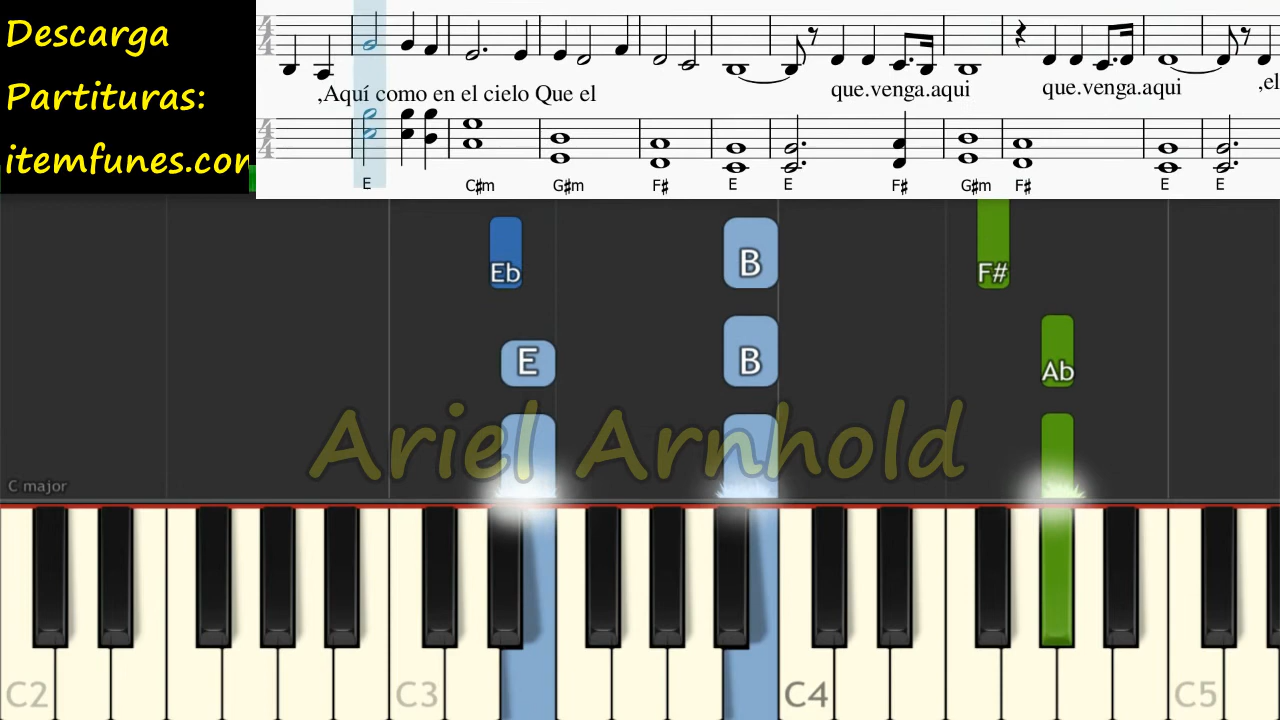 Descarga
Partituras:
itemfunes.com
,Aquí como en el cielo Que el
que.venga.aqui
que.venga.aqui
,el
E C♯m G♯m F♯ E E F♯ G♯m F♯ E E
Eb B F#
E B Ab
Ariel Arnhold
C major
C2 C3 C4 C5